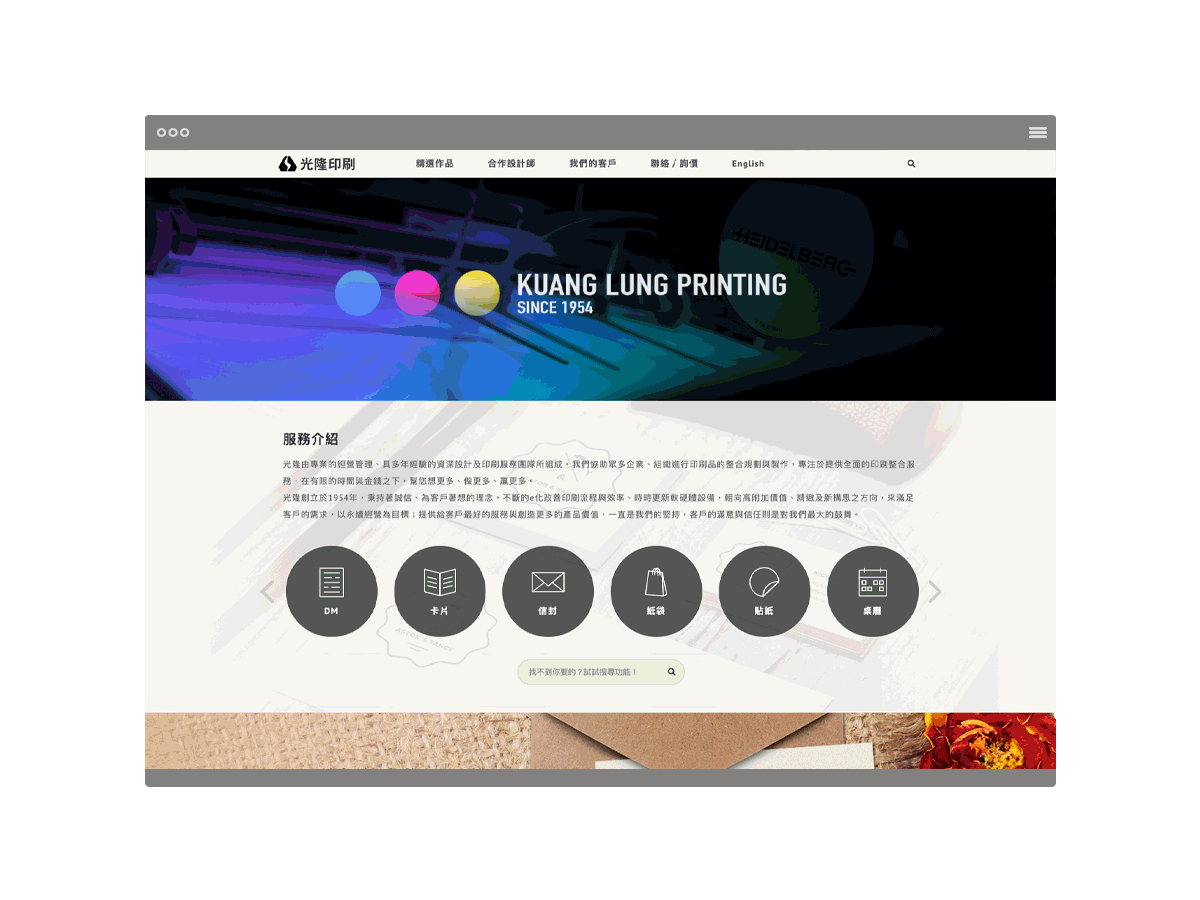 光隆印刷 精選作品 合作設計師 我們的客戶 聯絡 / 詢價 English
HEIDELBERG
KUANG LUNG PRINTING
SINCE 1954
服務介紹
光隆由專業的經營管理、具多年經驗的資深設計及印刷服務團隊所組成。我們協助眾多企業、組織進行印刷品的整合規劃與製作，專注於提供全面的印刷整合服
務，在有限的時間與金錢之下，幫您想更多、做更多、贏更多。
光隆創立於1954年，秉持著誠信、為客戶著想的理念，不斷的e化改善印刷流程與效率、時時更新軟硬體設備，朝向高附加價值、精緻及新構思之方向，來滿足
客戶的需求，以永續經營為目標；提供給客戶最好的服務與創造更多的產品價值，一直是我們的堅持，客戶的滿意與信任則是對我們最大的鼓舞。
DM 卡片 信封 紙袋 貼紙 桌曆
找不到你要的？試試搜尋功能！